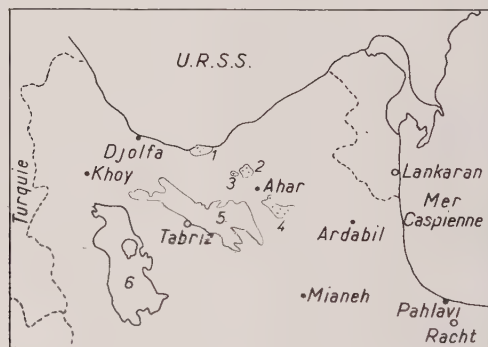 U.R.S.S.
Turquie
Djolfa
1
Khoy
3
2
Ahar
Lankaran
Mer
Caspienne
5
4
Tabriz
Ardabil
6
Mianeh
Pahlavi
Racht